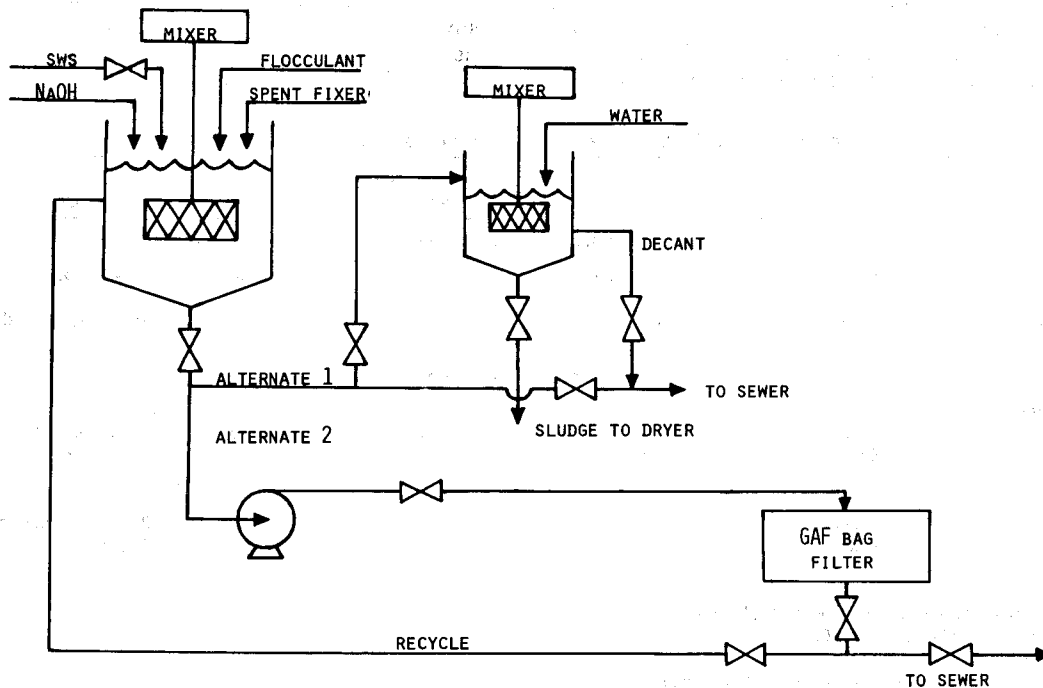 MIXER
SWS
FLOCCULANT
NAOH
SPENT FIXER
MIXER
WATER
DECANT
ALTERNATE 1
TO SEWER
ALTERNATE 2
SLUDGE TO DRYER
GAF BAG
FILTER
RECYCLE
TO SEWER